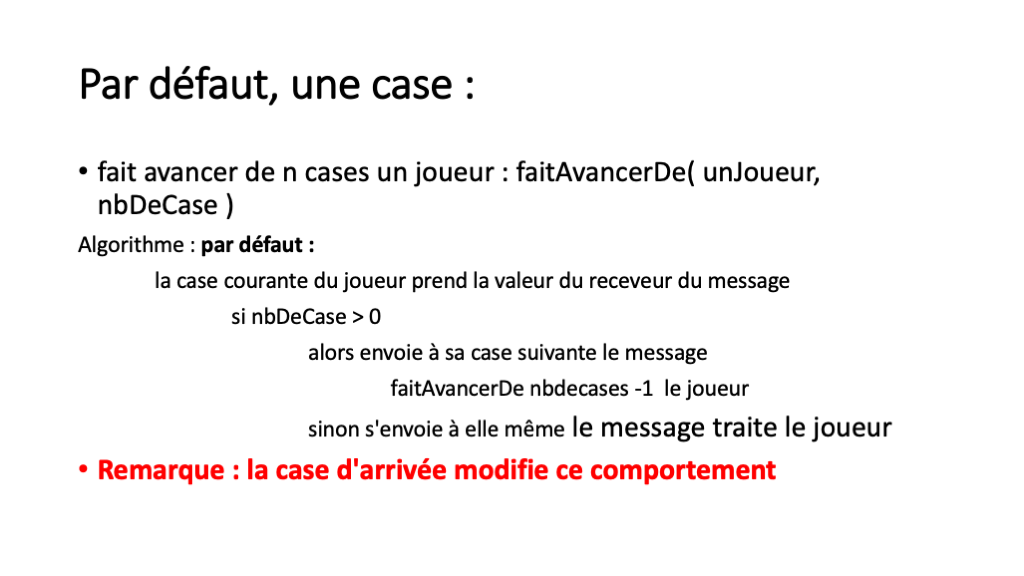 Par défaut, une case :
• fait avancer de n cases un joueur : faitAvancerDe( unJoueur,
nbDeCase )
Algorithme : par défaut :
la case courante du joueur prend la valeur du receveur du message
si nbDeCase > 0
alors envoie à sa case suivante le message
faitAvancerDe nbdecases -1  le joueur
sinon s'envoie à elle même le message traite le joueur
• Remarque : la case d'arrivée modifie ce comportement